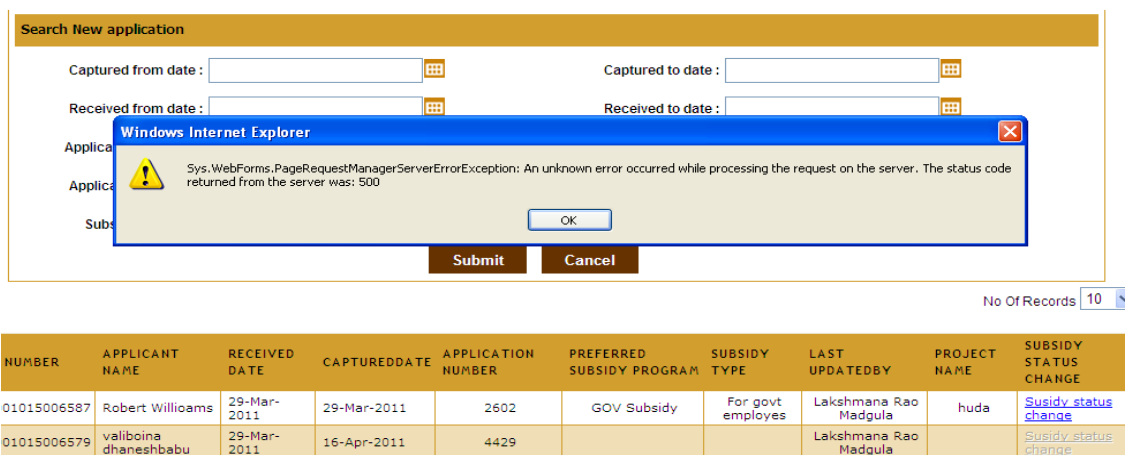 Search New application
Captured from date :
Captured to date :
Received from date :
Received to date :
Windows Internet Explorer
Sys.WebForms.PageRequestManagerServerErrorException: An unknown error occurred while processing the request on the server. The status code
returned from the server was: 500
OK
Submit Cancel
No Of Records 10
NUMBER APPLICANT NAME RECEIVED DATE CAPTUREDDATE APPLICATION NUMBER PREFERRED SUBSIDY PROGRAM SUBSIDY TYPE LAST UPDATEDBY PROJECT NAME SUBSIDY STATUS CHANGE
01015006587 Robert Willioams 29-Mar-2011 29-Mar-2011 2602 GOV Subsidy For govt employes Lakshmana Rao Madgula huda Susidy status change
01015006579 valiboina dhaneshbabu 29-Mar-2011 16-Apr-2011 4429 Lakshmana Rao Madgula Susidy status change